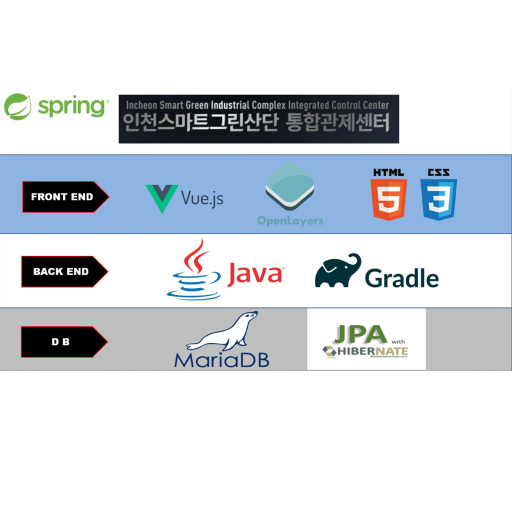 spring
Incheon Smart Green Industrial Complex Integrated Control Center
인천스마트그린산단 통합관제센터
FRONT END
Vue.js
OpenLayers
HTML
5
CSS
3
BACK END
Java
Gradle
D B
MariaDB
JPA with
HIBERNATE